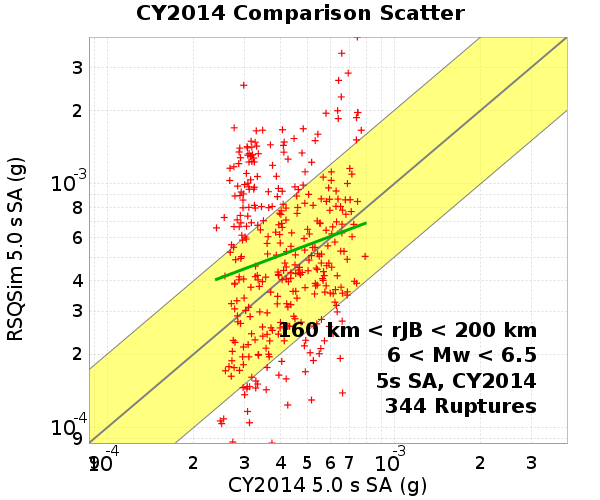 CY2014 Comparison Scatter
RSQSim 5.0 s SA (g)
3
2
10⁻³
8
6
4
3
2
10⁻⁴
9
160 km < rJB < 200 km
6 < Mw < 6.5
5s SA, CY2014
344 Ruptures
9 10⁻⁴ 2 3 4 5 6 7 10⁻³ 2 3
CY2014 5.0 s SA (g)